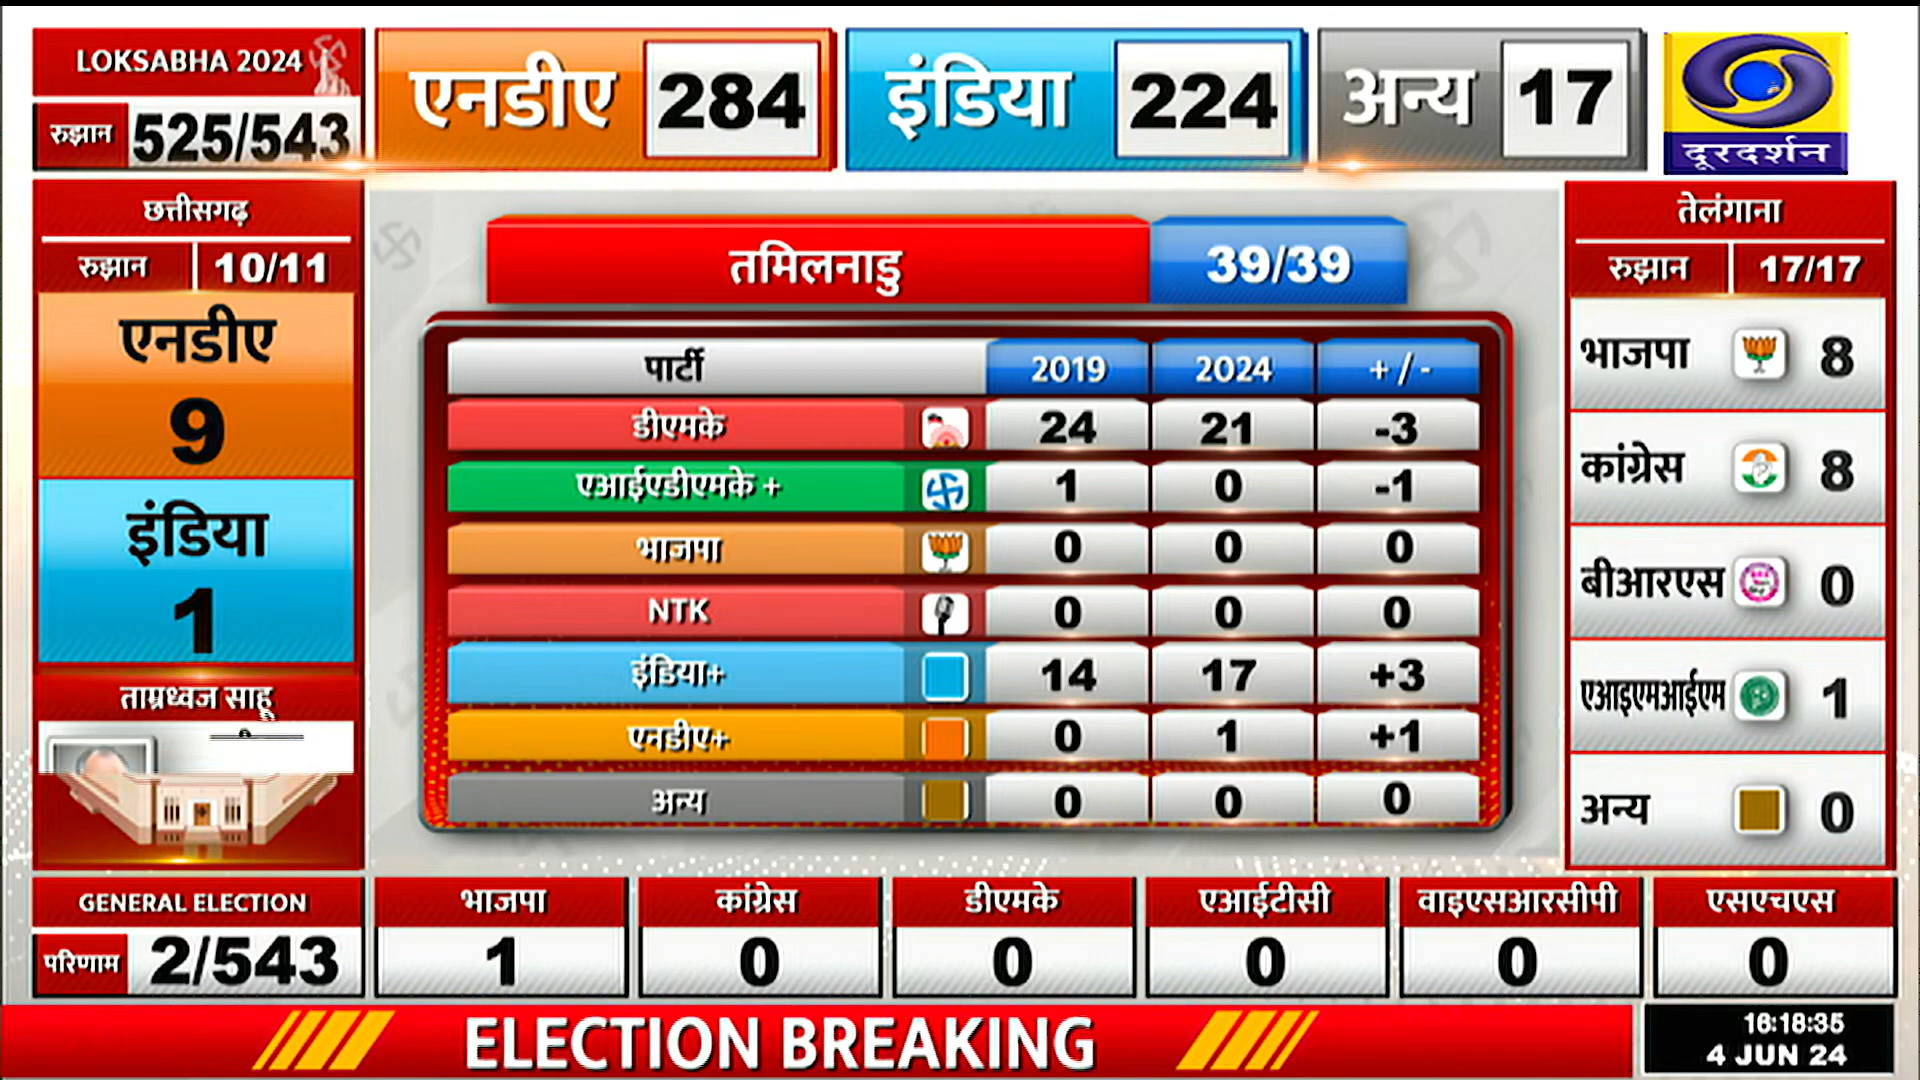 LOKSABHA 2024
रुझान 525/543
एनडीए 284
इंडिया 224
अन्य 17
दूरदर्शन
छत्तीसगढ़
रुझान 10/11
एनडीए
9
इंडिया
1
ताम्रध्वज साहू
तमिलनाडु 39/39
पार्टी 2019 2024 + / -
डीएमके 24 21 -3
एआईएडीएमके + 1 0 -1
भाजपा 0 0 0
NTK 0 0 0
इंडिया+ 14 17 +3
एनडीए+ 0 1 +1
अन्य 0 0 0
तेलंगाना
रुझान 17/17
भाजपा 8
कांग्रेस 8
बीआरएस 0
एआइएमआईएम 1
अन्य 0
GENERAL ELECTION
परिणाम 2/543
भाजपा 1
कांग्रेस 0
डीएमके 0
एआईटीसी 0
वाइएसआरसीपी 0
एसएचएस 0
ELECTION BREAKING
16:18:35
4 JUN 24